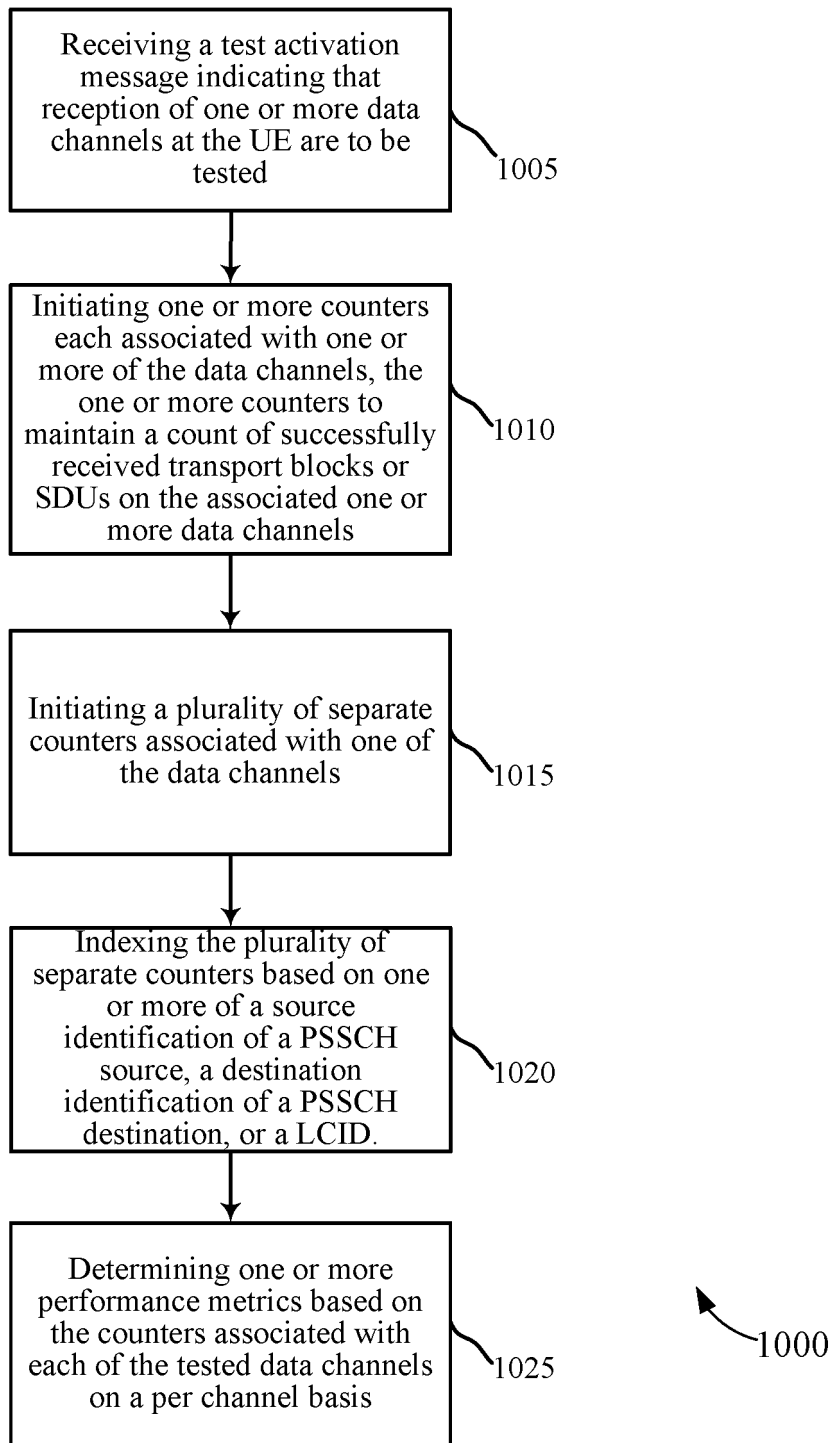 Receiving a test activation
message indicating that
reception of one or more data
channels at the UE are to be
tested
1005
Initiating one or more counters
each associated with one or
more of the data channels, the
one or more counters to
maintain a count of successfully
received transport blocks or
SDUs on the associated one or
more data channels
1010
Initiating a plurality of separate
counters associated with one of
the data channels
1015
Indexing the plurality of
separate counters based on one
or more of a source
identification of a PSSCH
source, a destination
identification of a PSSCH
destination, or a LCID.
1020
Determining one or more
performance metrics based on
the counters associated with
each of the tested data channels
on a per channel basis
1025
1000